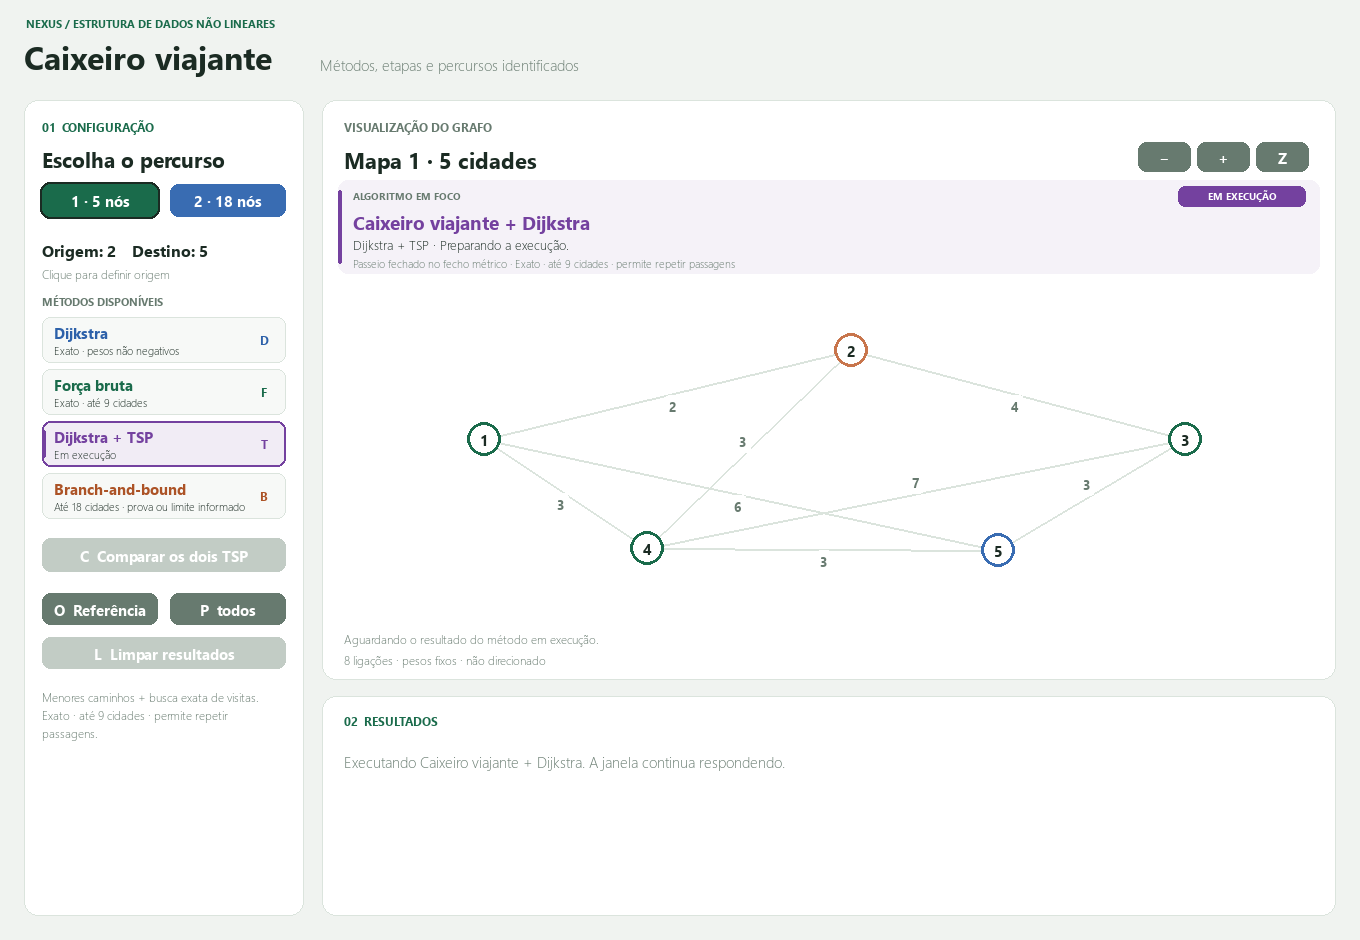 NEXUS / ESTRUTURA DE DADOS NÃO LINEARES
Caixeiro viajante
Métodos, etapas e percursos identificados
01 CONFIGURAÇÃO
Escolha o percurso
1 · 5 nós
2 · 18 nós
Origem: 2 Destino: 5
Clique para definir origem
MÉTODOS DISPONÍVEIS
Dijkstra
Exato · pesos não negativos
D
Força bruta
Exato · até 9 cidades
F
Dijkstra + TSP
Em execução
T
Branch-and-bound
Até 18 cidades · prova ou limite informado
B
C Comparar os dois TSP
O Referência
P todos
L Limpar resultados
Menores caminhos + busca exata de visitas.
Exato · até 9 cidades · permite repetir
passagens.
VISUALIZAÇÃO DO GRAFO
Mapa 1 · 5 cidades
–
+
Z
ALGORITMO EM FOCO
EM EXECUÇÃO
Caixeiro viajante + Dijkstra
Dijkstra + TSP · Preparando a execução.
Passeio fechado no fecho métrico · Exato · até 9 cidades · permite repetir passagens
2
2
4
1
3
3
7
3
3
6
4
5
3
Aguardando o resultado do método em execução.
8 ligações · pesos fixos · não direcionado
02 RESULTADOS
Executando Caixeiro viajante + Dijkstra. A janela continua respondendo.